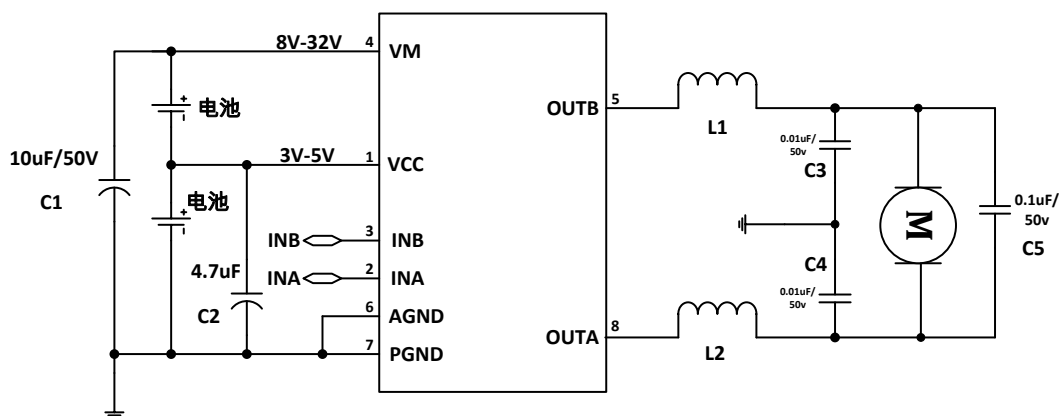 8V-32V
4
VM
电池
OUTB
5
L1
0.01uF/
50v
C3
10uF/50V
C1
3V-5V
1
VCC
电池
M
0.1uF/
50v
C5
INB
3
INB
INA
2
INA
4.7uF
C2
6
AGND
7
PGND
C4
0.01uF/
50v
OUTA
8
L2